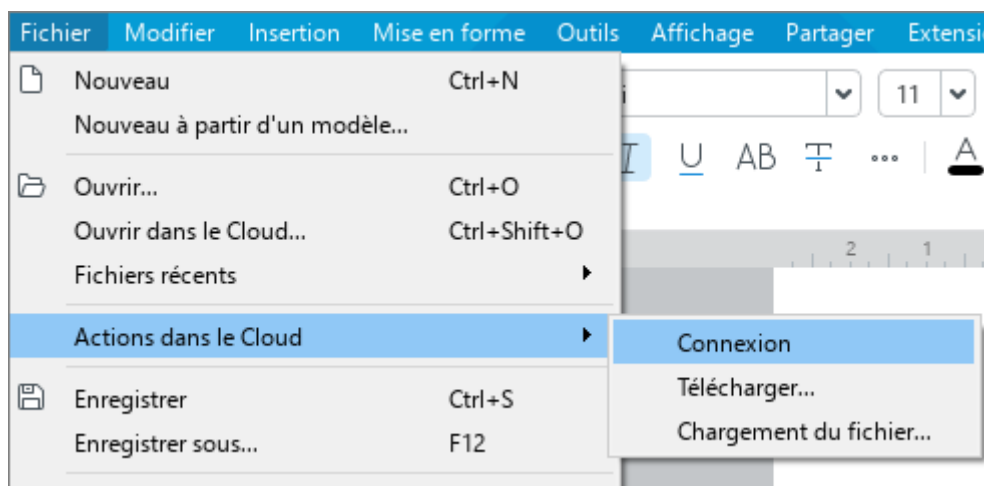 Fichier Modifier Insertion Mise en forme Outils Affichage Partager Extensi
Nouveau Ctrl+N
Nouveau à partir d'un modèle...
11
Ouvrir... Ctrl+O
AB T A
Ouvrir dans le Cloud... Ctrl+Shift+O
2 1
Fichiers récents
Actions dans le Cloud
Connexion
Télécharger...
Chargement du fichier...
Enregistrer Ctrl+S
Enregistrer sous... F12